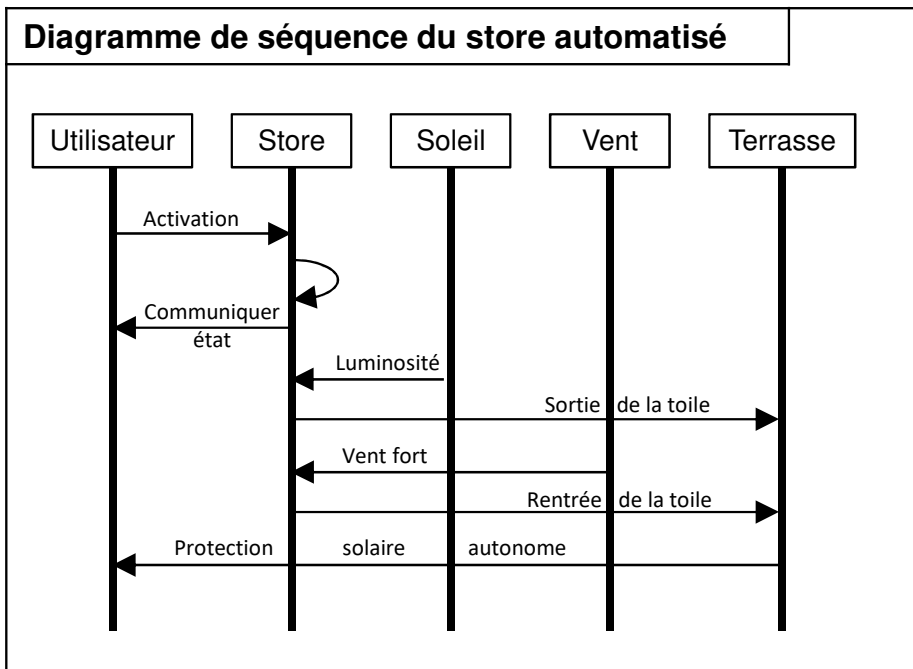 Diagramme de séquence du store automatisé
Utilisateur
Store
Soleil
Vent
Terrasse
Activation
Communiquer
état
Luminosité
Sortie de la toile
Vent fort
Rentrée de la toile
Protection solaire autonome